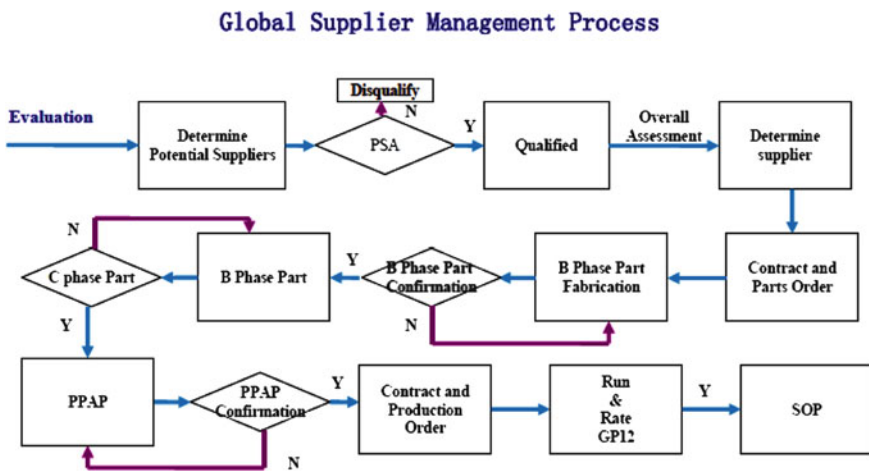 Global Supplier Management Process
Disqualify
N
Evaluation
Determine
Potential Suppliers
PSA
Y
Qualified
Overall
Assessment
Determine
supplier
N
C phase Part
B Phase Part
Y
B Phase Part
Confirmation
B Phase Part
Fabrication
Contract and
Parts Order
Y
N
PPAP
PPAP
Confirmation
Y
Contract and
Production
Order
Run
&
Rate
GP12
Y
SOP
N